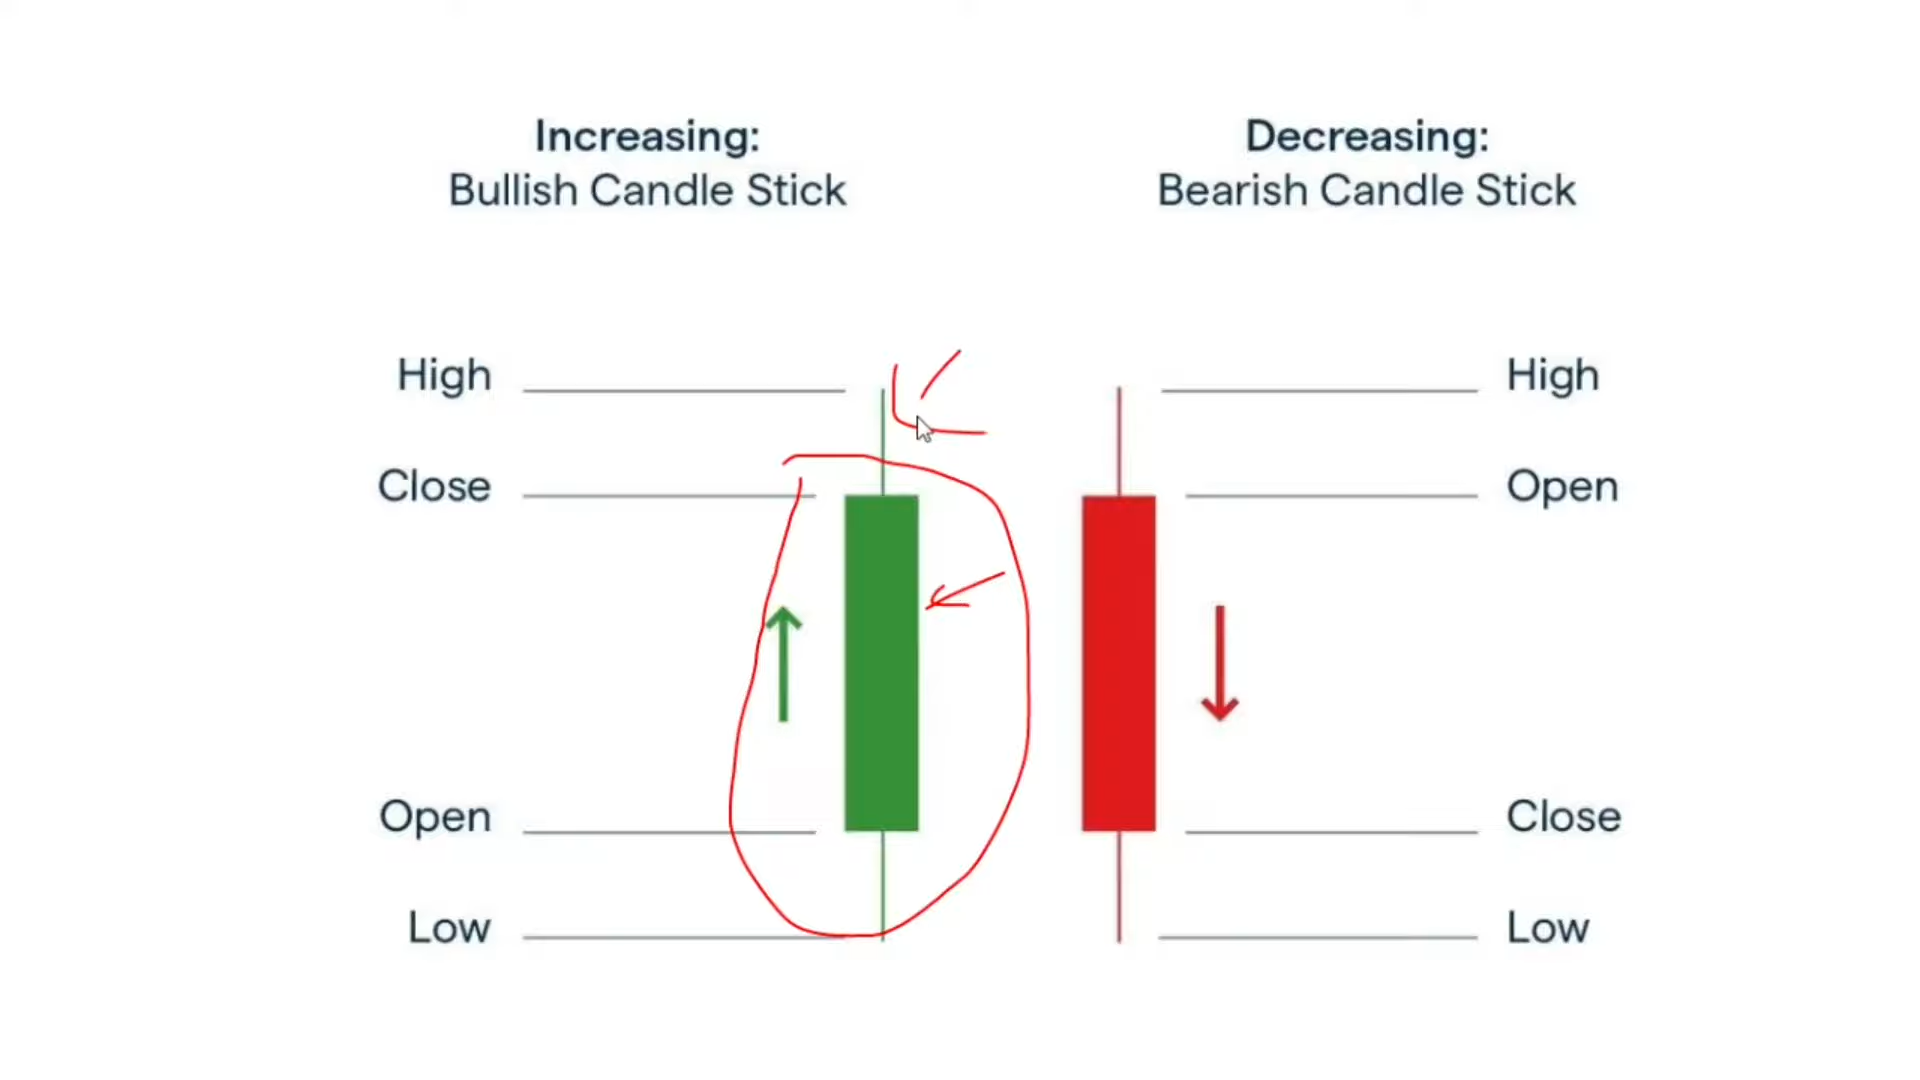 Increasing:
Bullish Candle Stick
High
Close
Open
Low
Decreasing:
Bearish Candle Stick
High
Open
Close
Low